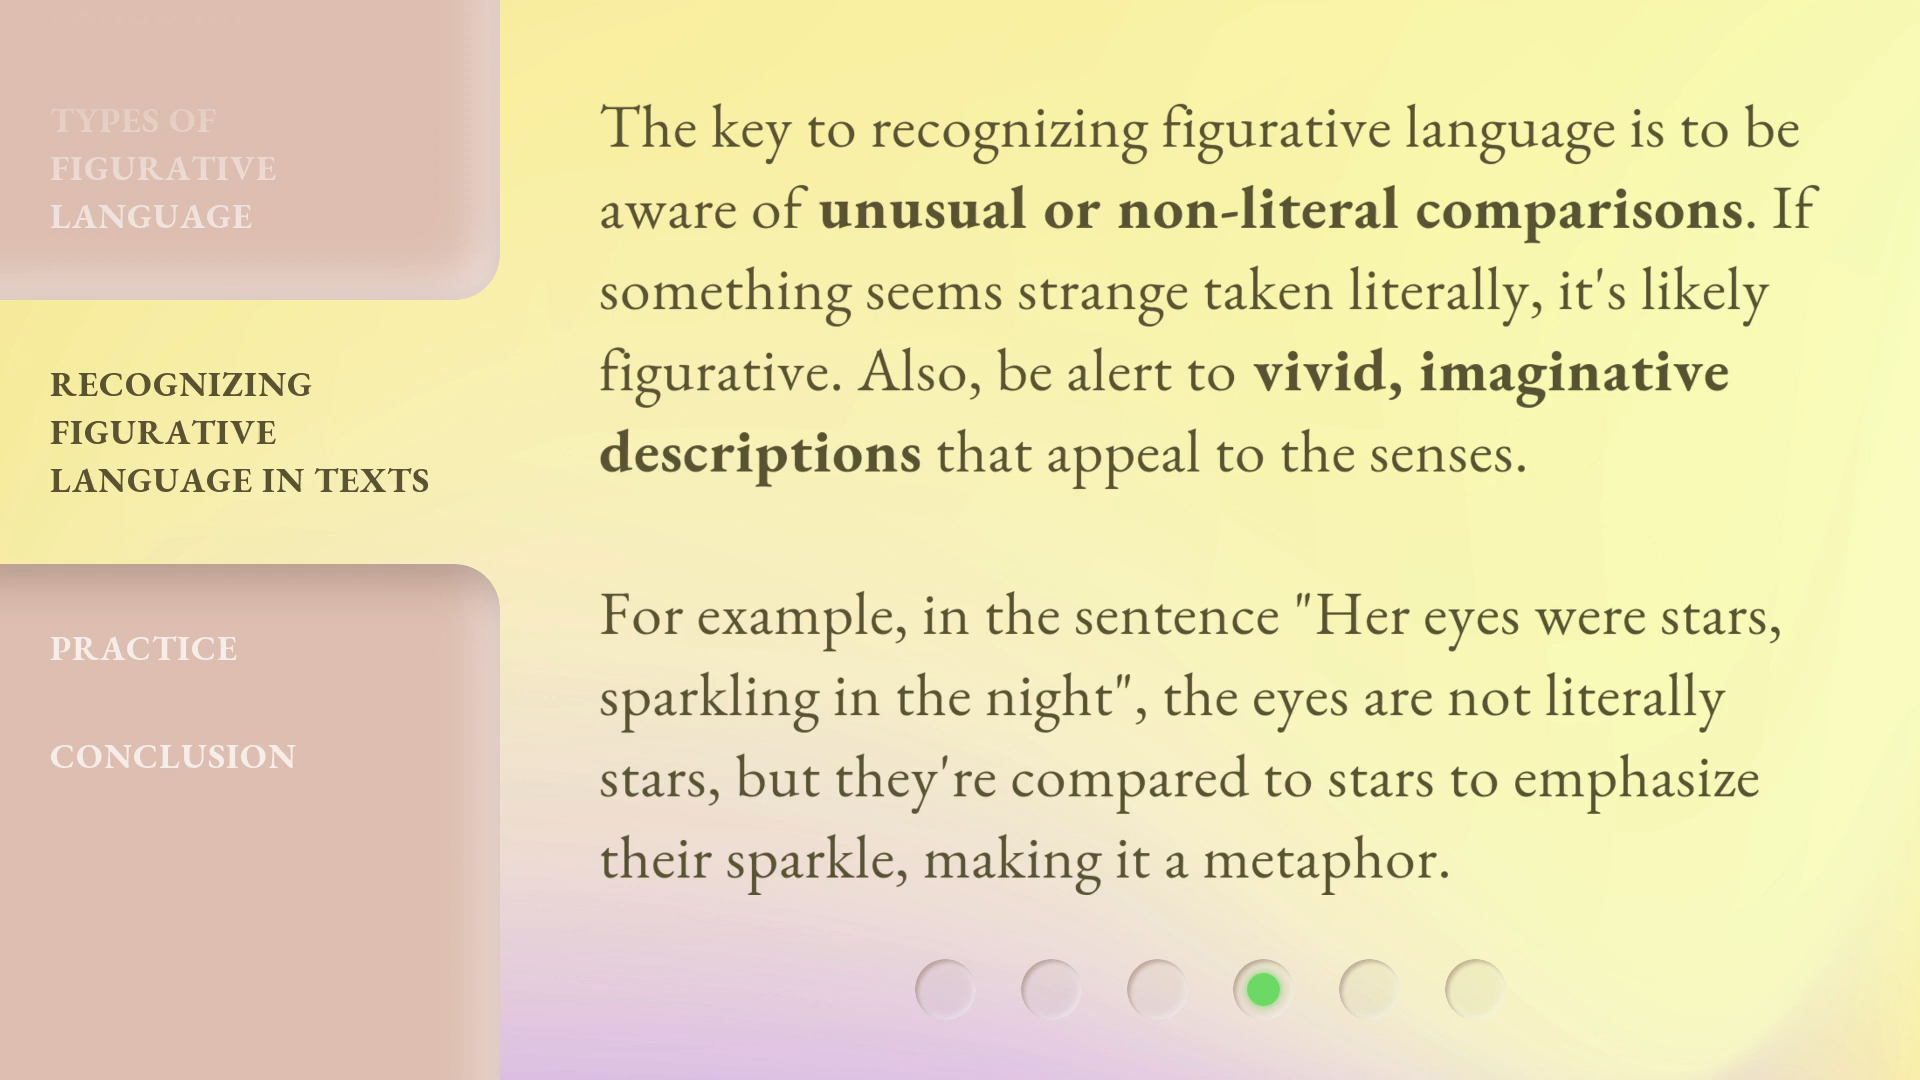 TYPES OF
FIGURATIVE
LANGUAGE
RECOGNIZING
FIGURATIVE
LANGUAGE IN TEXTS
PRACTICE
CONCLUSION
The key to recognizing figurative language is to be
aware of unusual or non-literal comparisons. If
something seems strange taken literally, it's likely
figurative. Also, be alert to vivid, imaginative
descriptions that appeal to the senses.
For example, in the sentence "Her eyes were stars,
sparkling in the night", the eyes are not literally
stars, but they're compared to stars to emphasize
their sparkle, making it a metaphor.